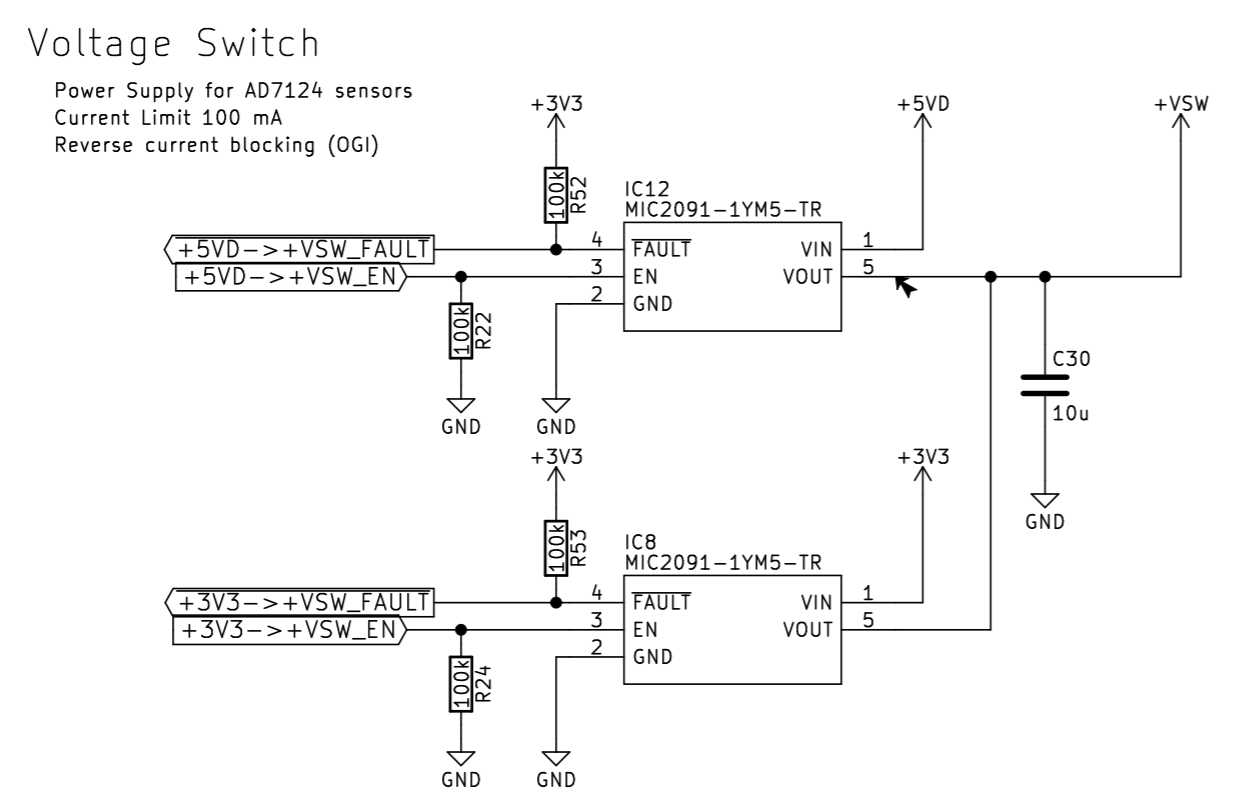 Voltage Switch
Power Supply for AD7124 sensors
Current Limit 100 mA
Reverse current blocking (OGI)
+3V3
+5VD
+VSW
100k
R52
IC12
MIC2091-1YM5-TR
+5VD->+VSW_FAULT
4
FAULT
VIN
1
+5VD->+VSW_EN
3
EN
VOUT
5
2
GND
100k
R22
GND
GND
C30
10u
GND
+3V3
+3V3
100k
R53
IC8
MIC2091-1YM5-TR
+3V3->+VSW_FAULT
4
FAULT
VIN
1
+3V3->+VSW_EN
3
EN
VOUT
5
2
GND
100k
R24
GND
GND